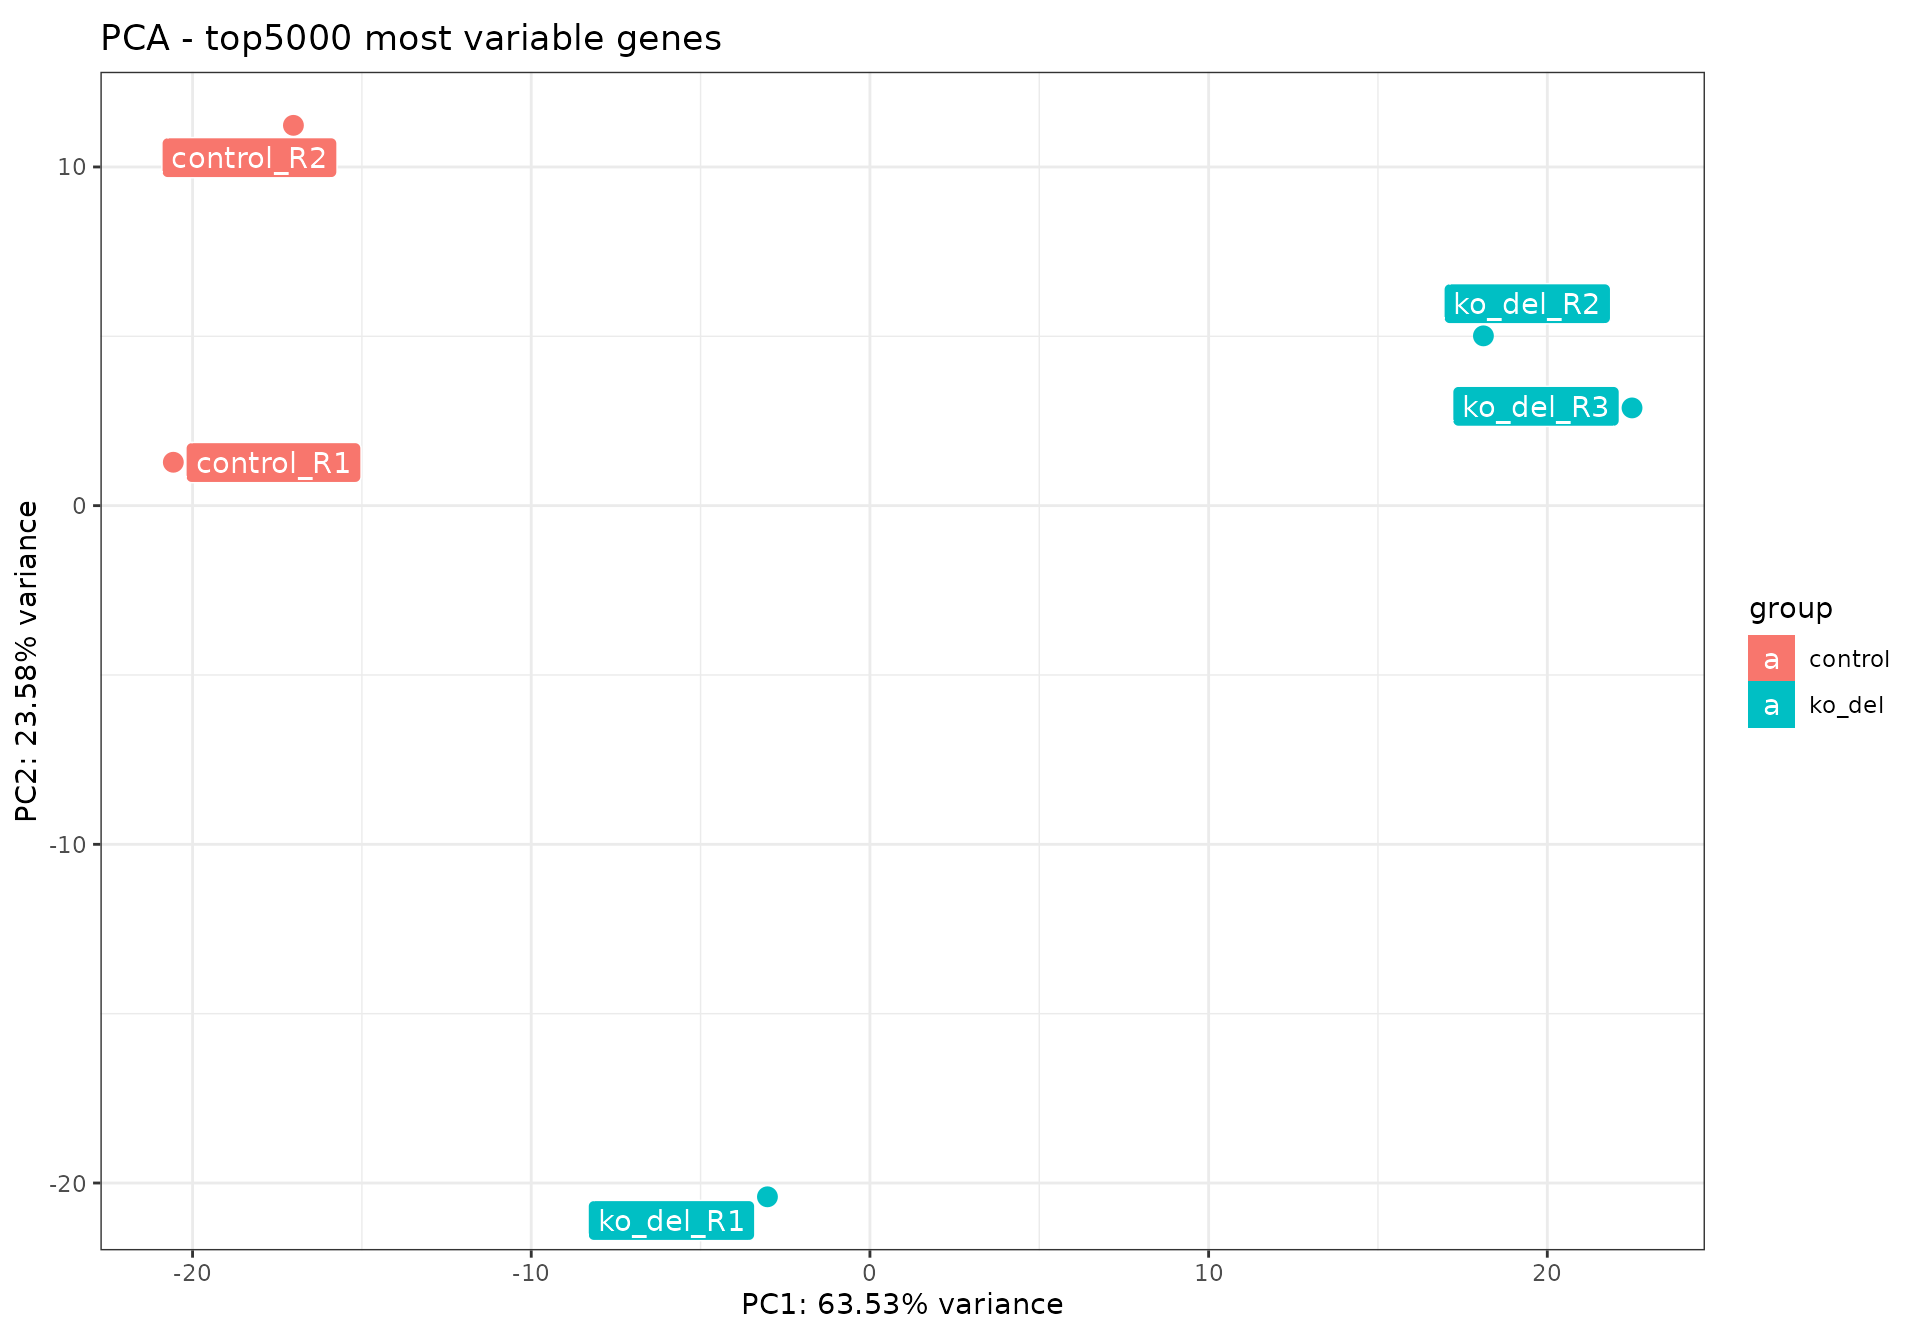 PCA - top5000 most variable genes
control_R2
10
ko_del_R2
ko_del_R3
control_R1
0
PC2: 23.58% variance
group
a control
a ko_del
-10
-20
ko_del_R1
-20 -10 0 10 20
PC1: 63.53% variance